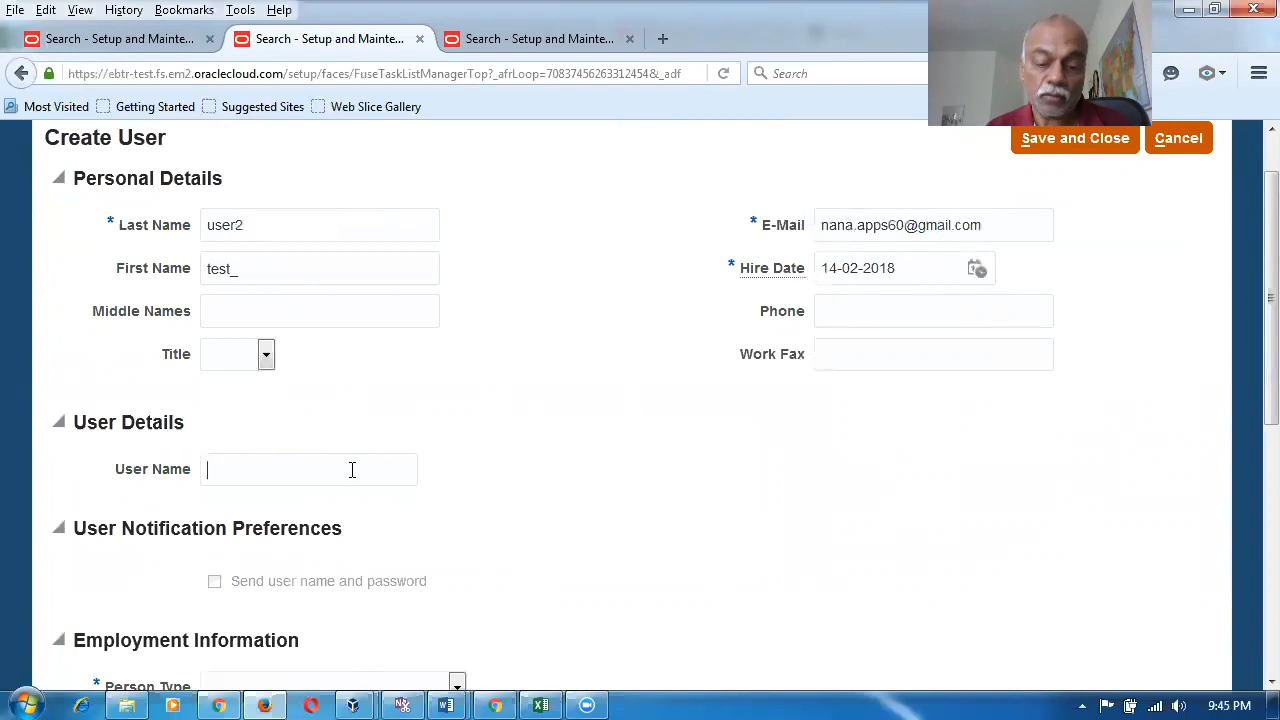 File Edit View History Bookmarks Tools Help
Search - Setup and Mainte... × Search - Setup and Mainte... × Search - Setup and Mainte... ×
https://ebtr-test.fs.em2.oraclecloud.com/setup/faces/FuseTaskListManagerTop?_afrLoop=70837456263312454&_adf Search
Most Visited Getting Started Suggested Sites Web Slice Gallery
Create User Save and Close Cancel
Personal Details
* Last Name user2 * E-Mail nana.apps60@gmail.com
First Name test_ * Hire Date 14-02-2018
Middle Names Phone
Title Work Fax
User Details
User Name
User Notification Preferences
Send user name and password
Employment Information
* Person Type
9:45 PM